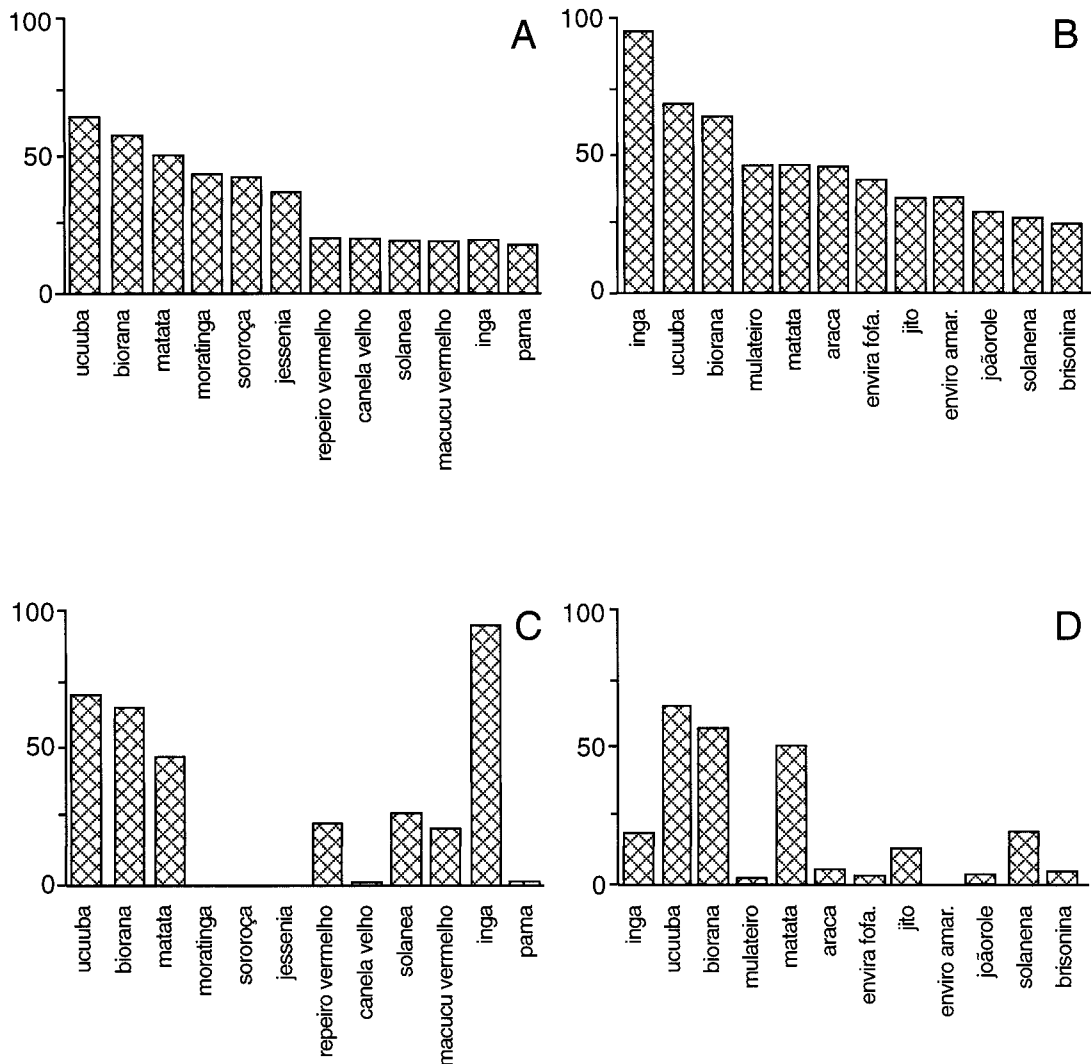 A
100
50
0
ucuuba
biorana
matata
moratinga
sororoça
jessenia
repeiro vermelho
canela velho
solanea
macucu vermelho
inga
pama
B
100
50
0
inga
ucuuba
biorana
mulateiro
matata
araca
envira fofa.
jito
enviro amar.
joãorole
solanena
brisonina
C
100
50
0
ucuuba
biorana
matata
moratinga
sororoça
jessenia
repeiro vermelho
canela velho
solanea
macucu vermelho
inga
pama
D
100
50
0
inga
ucuuba
biorana
mulateiro
matata
araca
envira fofa.
jito
enviro amar.
joãorole
solanena
brisonina